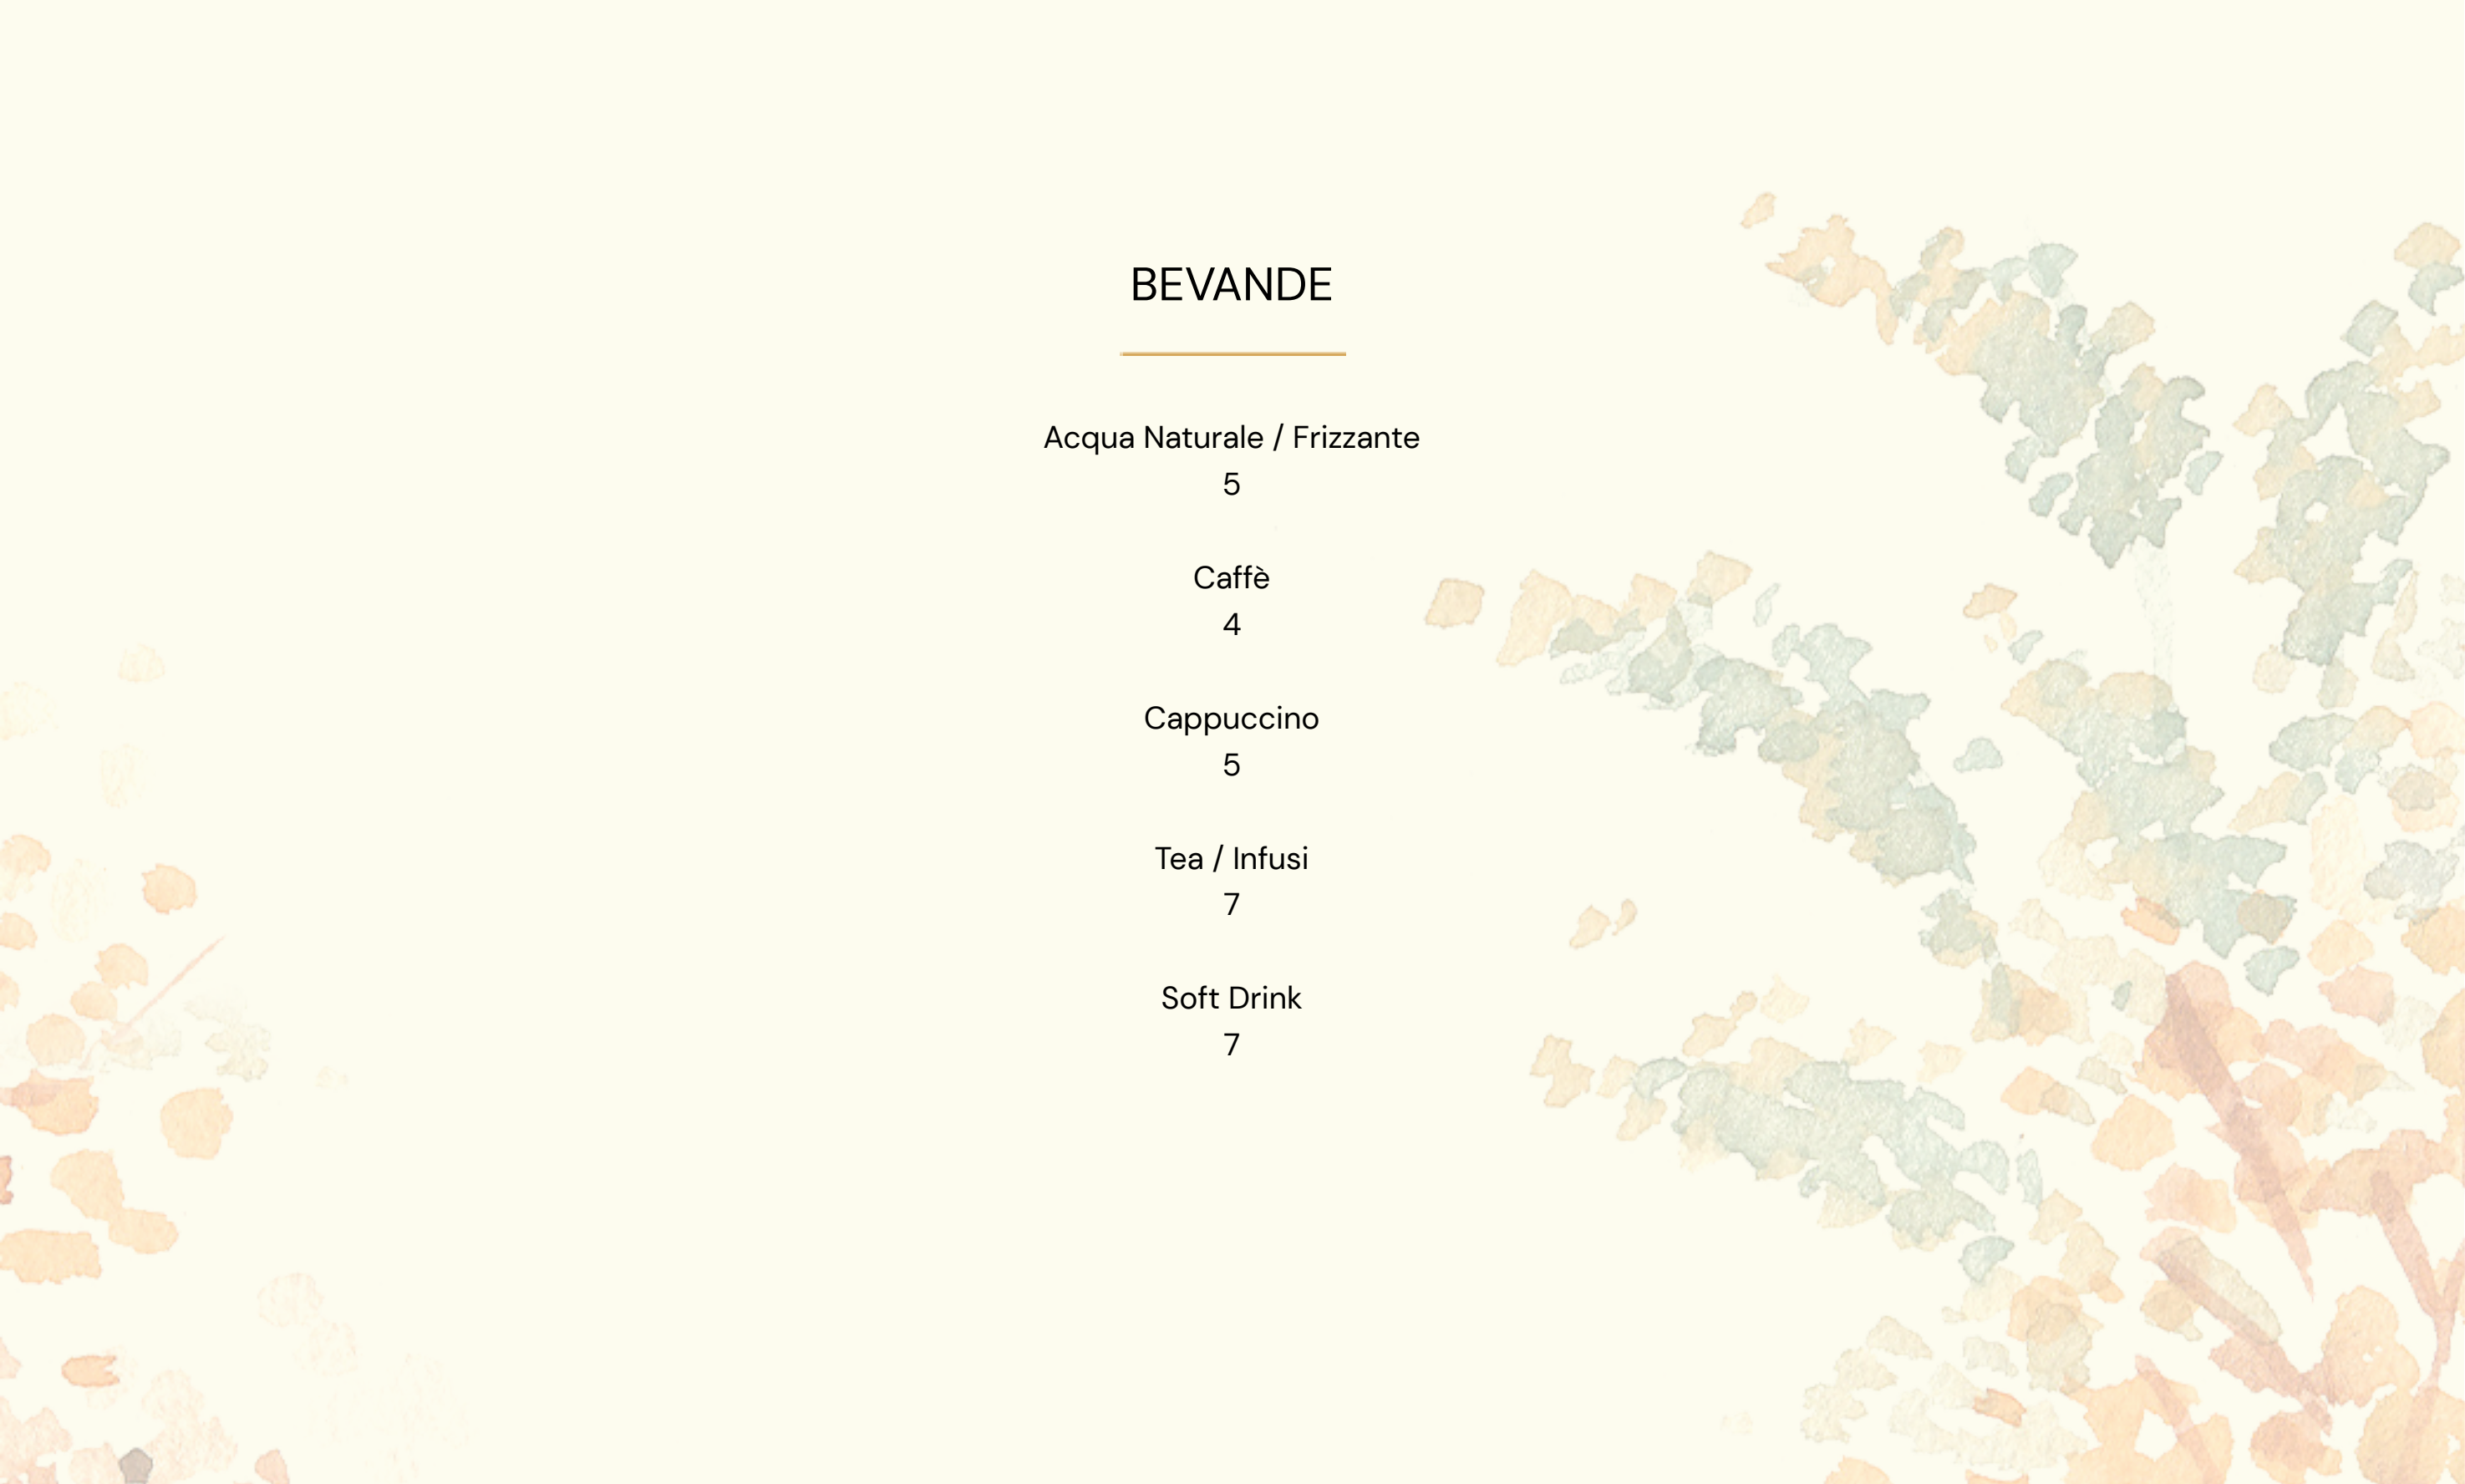 BEVANDE
Acqua Naturale / Frizzante
5
Caffè
4
Cappuccino
5
Tea / Infusi
7
Soft Drink
7